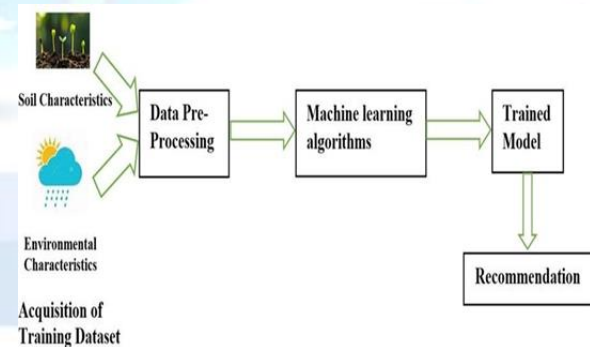 Soil Characteristics
Data Pre-
Processing
Machine learning
algorithms
Trained
Model
Environmental
Characteristics
Recommendation
Acquisition of
Training Dataset